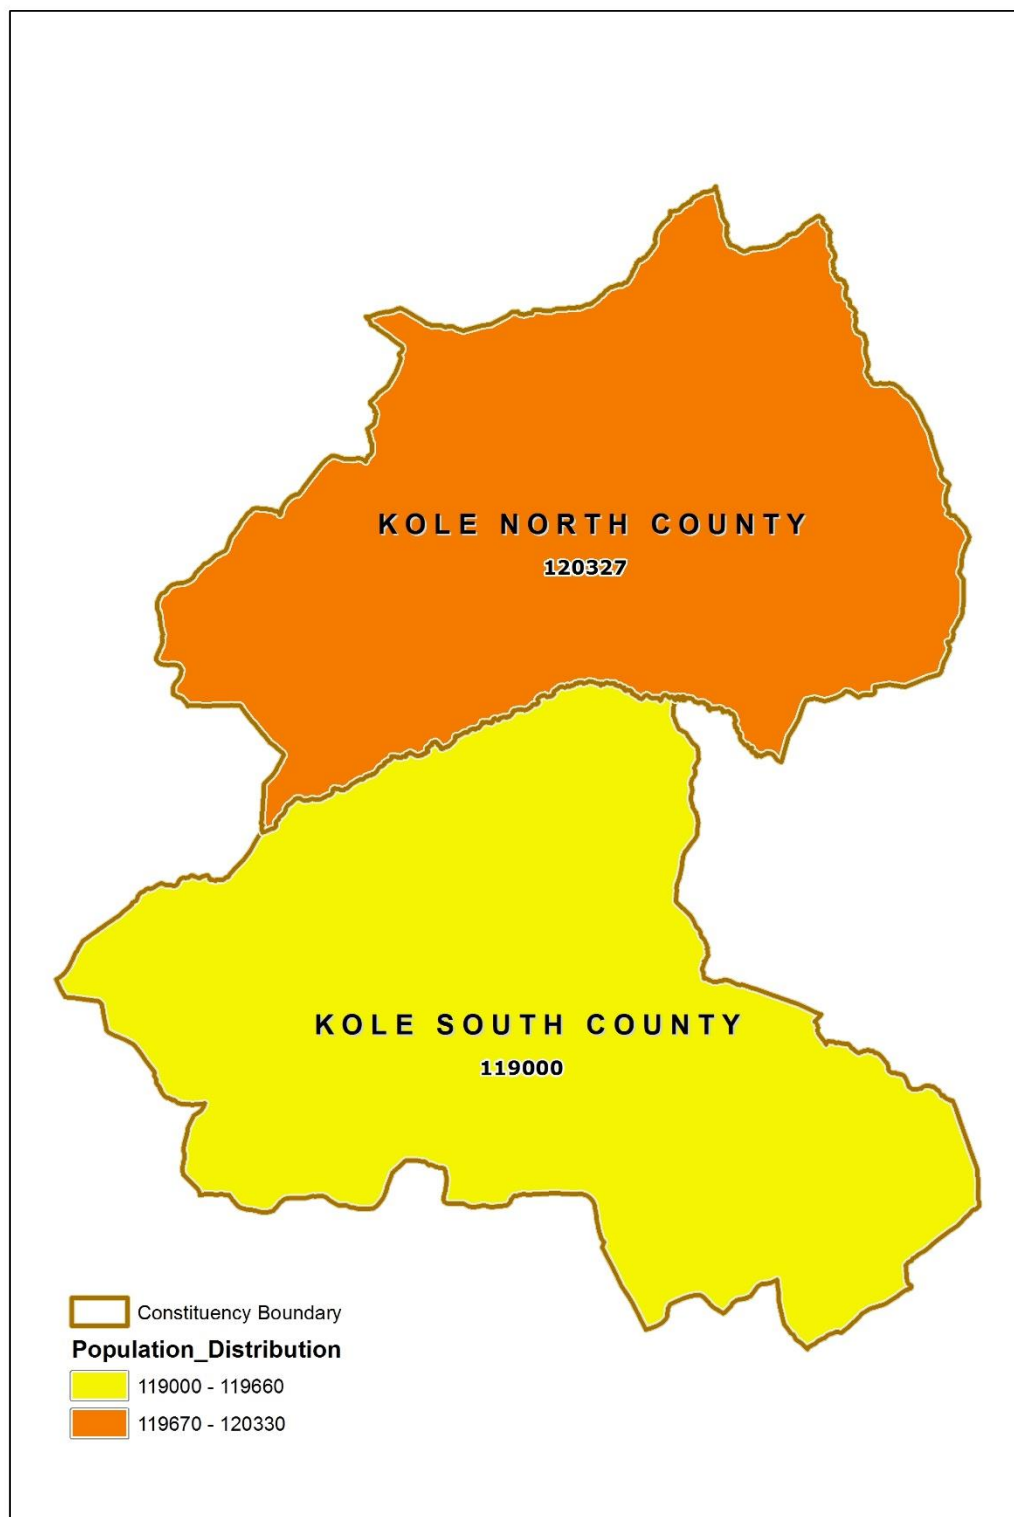 KOLE NORTH COUNTY
120327
KOLE SOUTH COUNTY
119000
Constituency Boundary
Population_Distribution
119000 - 119660
119670 - 120330